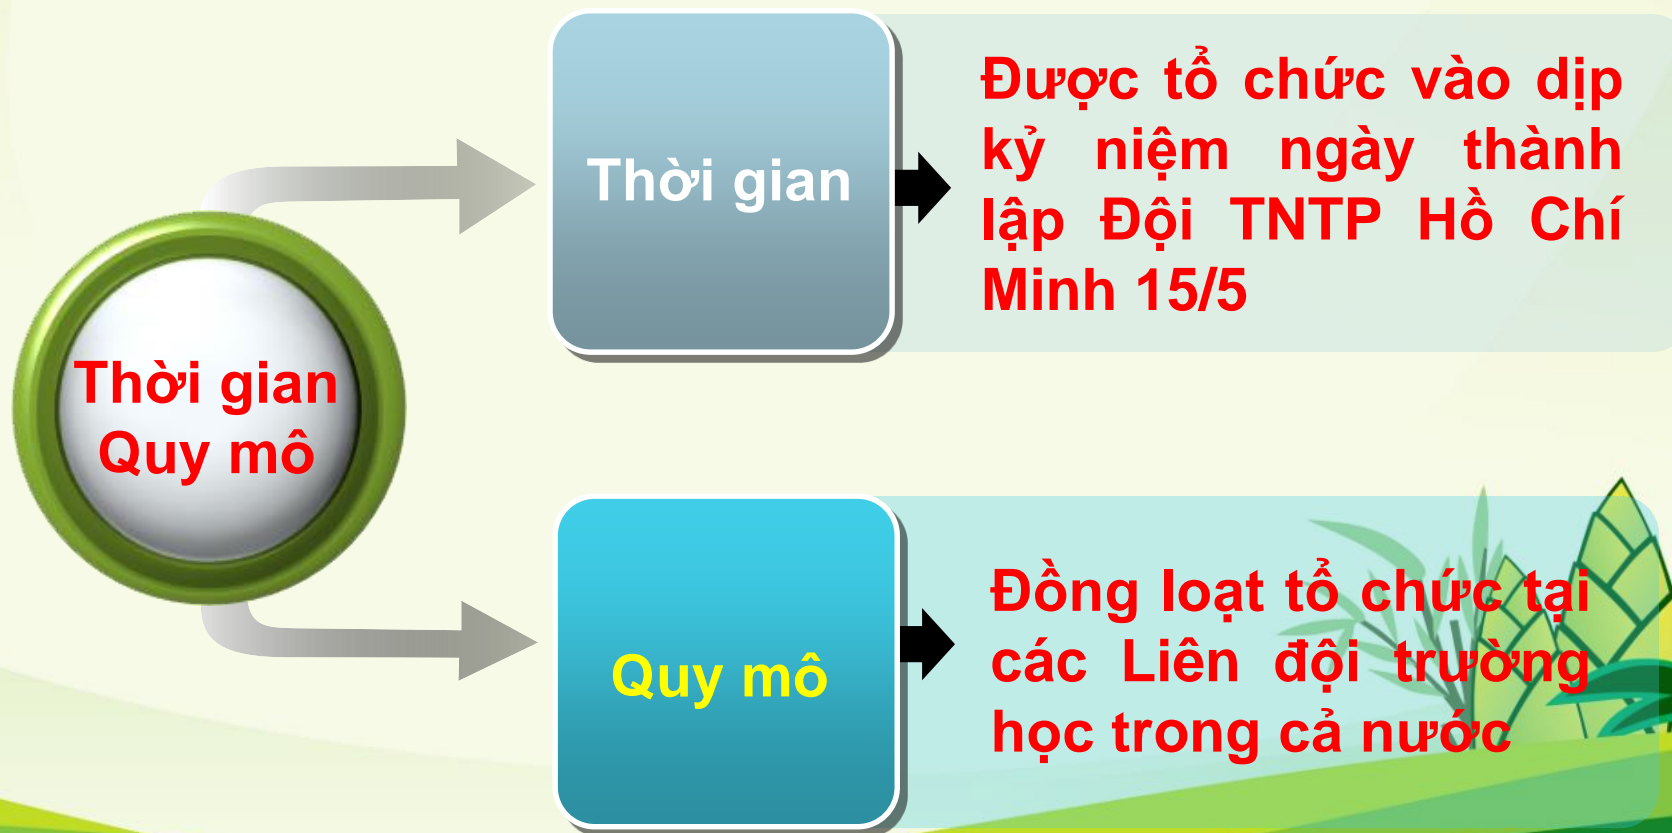 Thời gian
Quy mô
Thời gian
Được tổ chức vào dịp
kỷ niệm ngày thành
lập Đội TNTP Hồ Chí
Minh 15/5
Quy mô
Đồng loạt tổ chức tại
các Liên đội trường
học trong cả nước